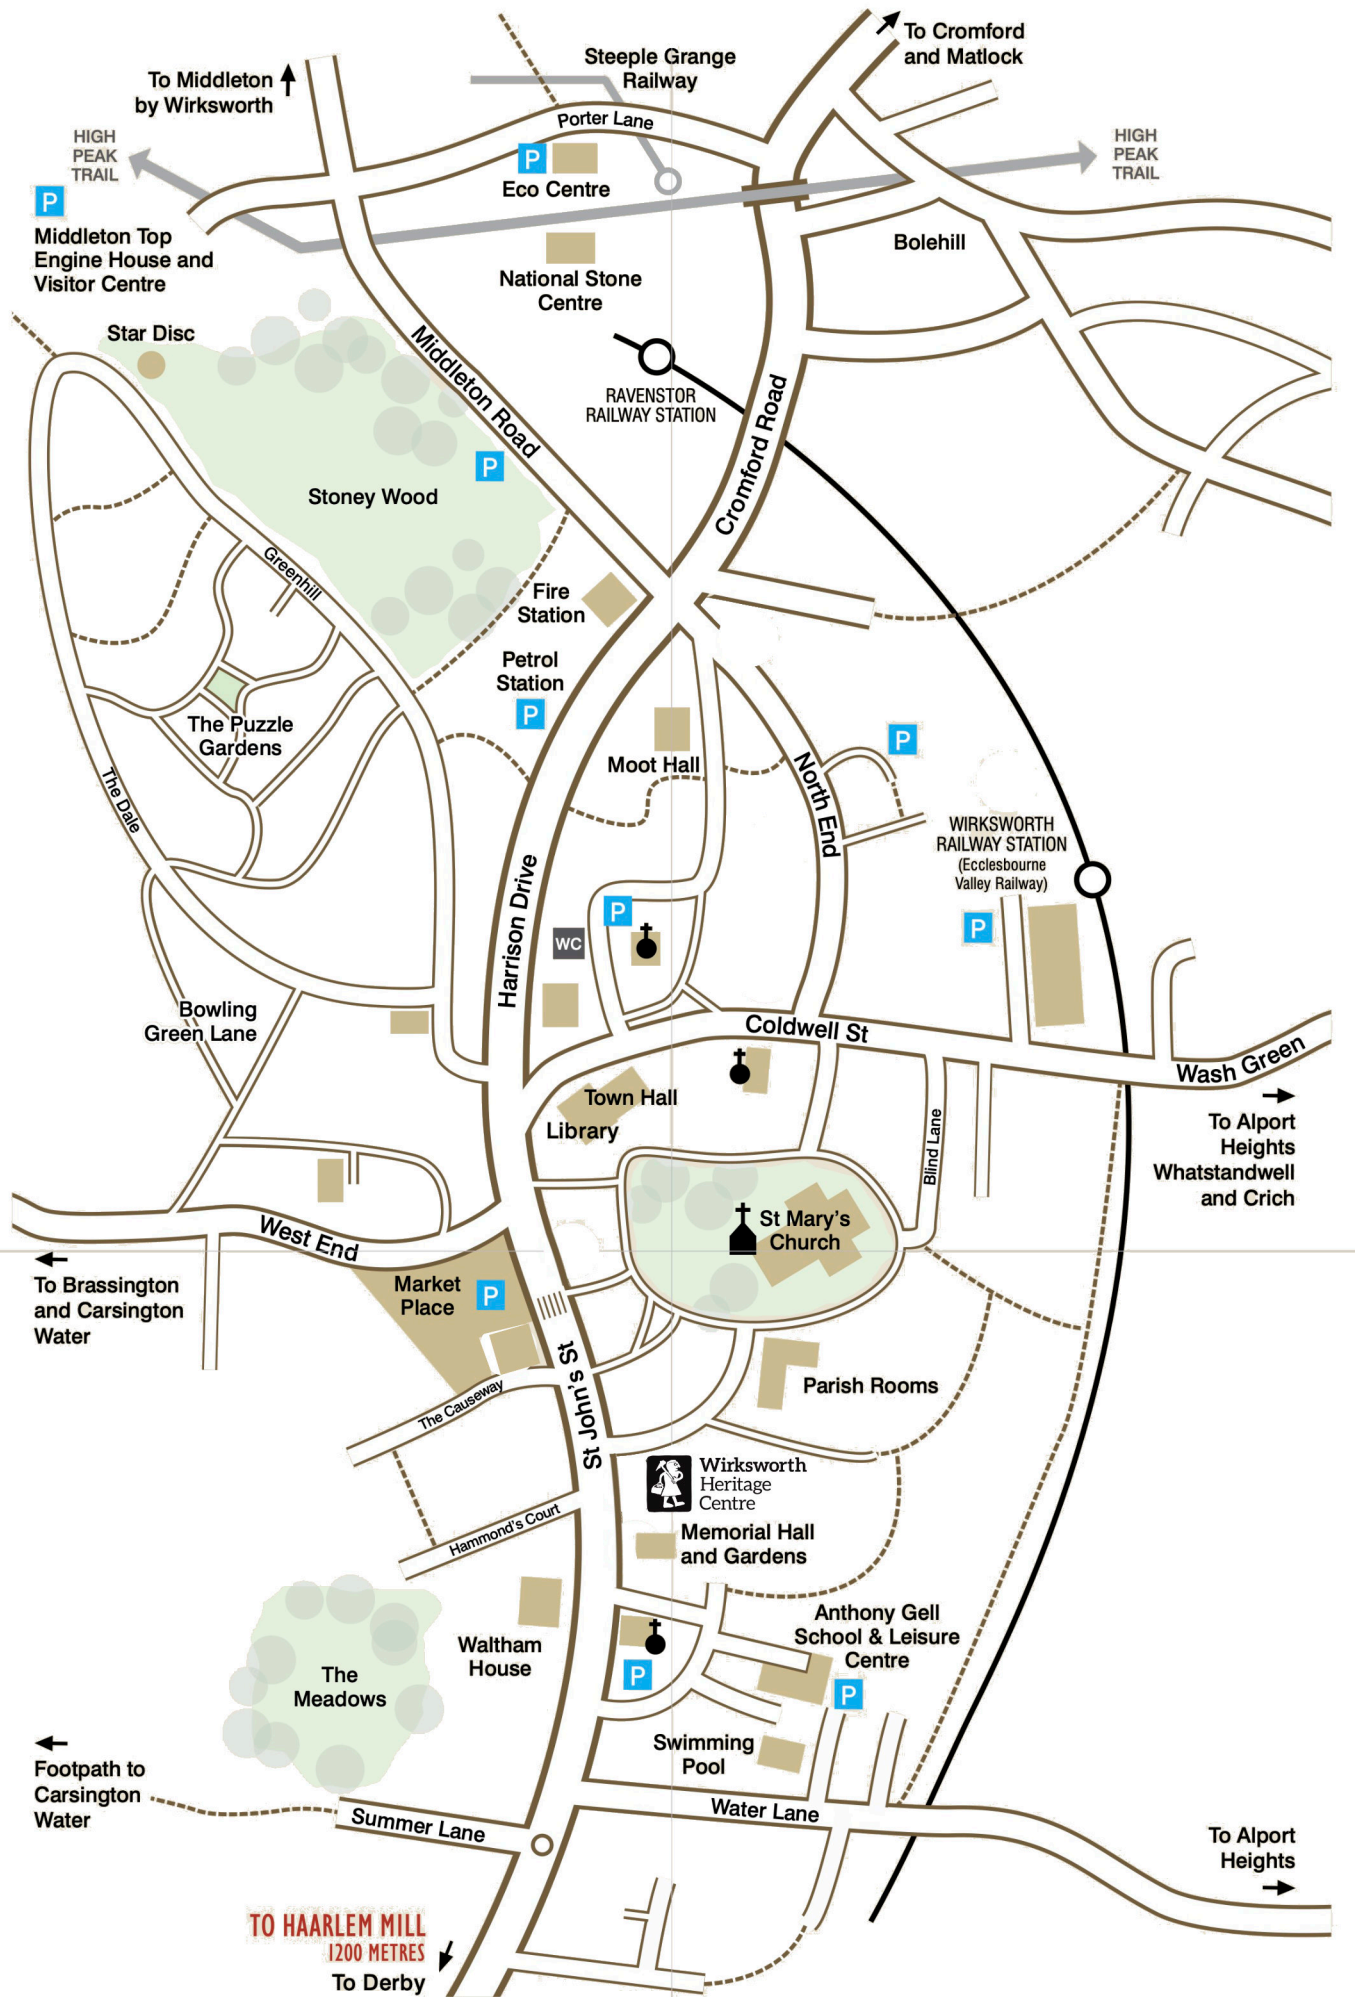 To Cromford
and Matlock
Steeple Grange
Railway
To Middleton
by Wirksworth
Porter Lane
HIGH
PEAK
TRAIL
HIGH
PEAK
TRAIL
P
Eco Centre
P
Middleton Top
Engine House and
Visitor Centre
Bolehill
National Stone
Centre
Star Disc
Middleton Road
RAVENSTOR
RAILWAY STATION
Cromford Road
P
Stoney Wood
Greenhill
Fire
Station
Petrol
Station
P
The Puzzle
Gardens
Moot Hall
P
North End
The Dale
WIRKSWORTH
RAILWAY STATION
(Ecclesbourne
Valley Railway)
Harrison Drive
P
P
WC
Bowling
Green Lane
Coldwell St
Wash Green
Town Hall
Library
Blind Lane
To Alport
Heights
Whatstandwell
and Crich
West End
St Mary's
Church
To Brassington
and Carsington
Water
Market
Place
P
St John's St
The Causeway
Parish Rooms
Wirksworth
Heritage
Centre
Hammond's Court
Memorial Hall
and Gardens
Anthony Gell
School & Leisure
Centre
Waltham
House
P
P
The
Meadows
Swimming
Pool
Footpath to
Carsington
Water
Summer Lane
Water Lane
To Alport
Heights
TO HAARLEM MILL
1200 METRES
To Derby